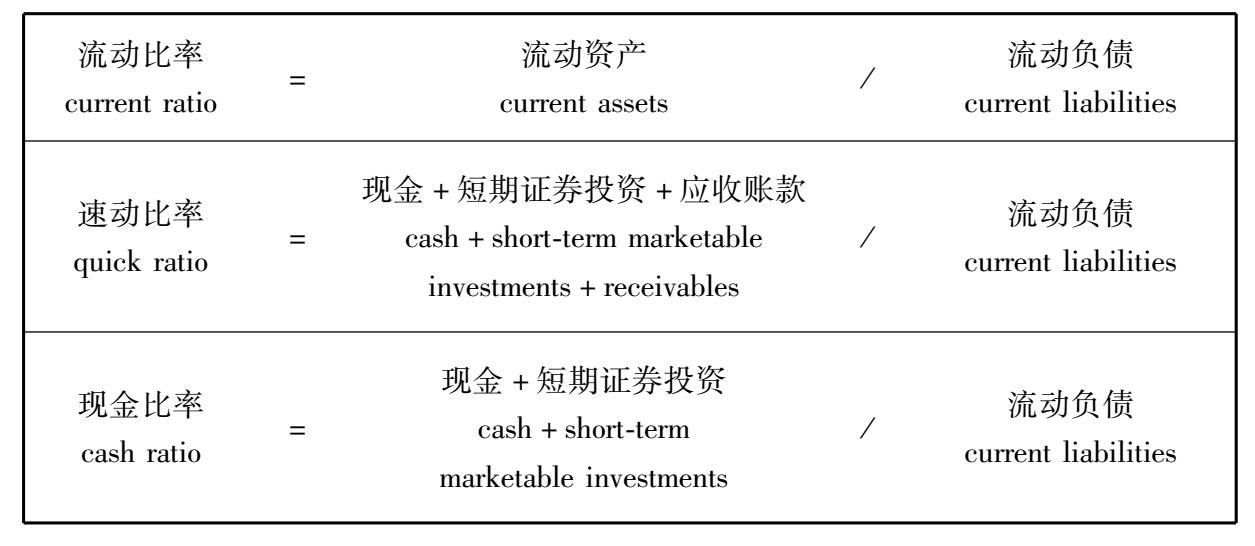 流动比率
current ratio
=
流动资产
current assets
/
流动负债
current liabilities
速动比率
quick ratio
=
现金 + 短期证券投资 + 应收账款
cash + short-term marketable
investments + receivables
/
流动负债
current liabilities
现金比率
cash ratio
=
现金 + 短期证券投资
cash + short-term
marketable investments
/
流动负债
current liabilities